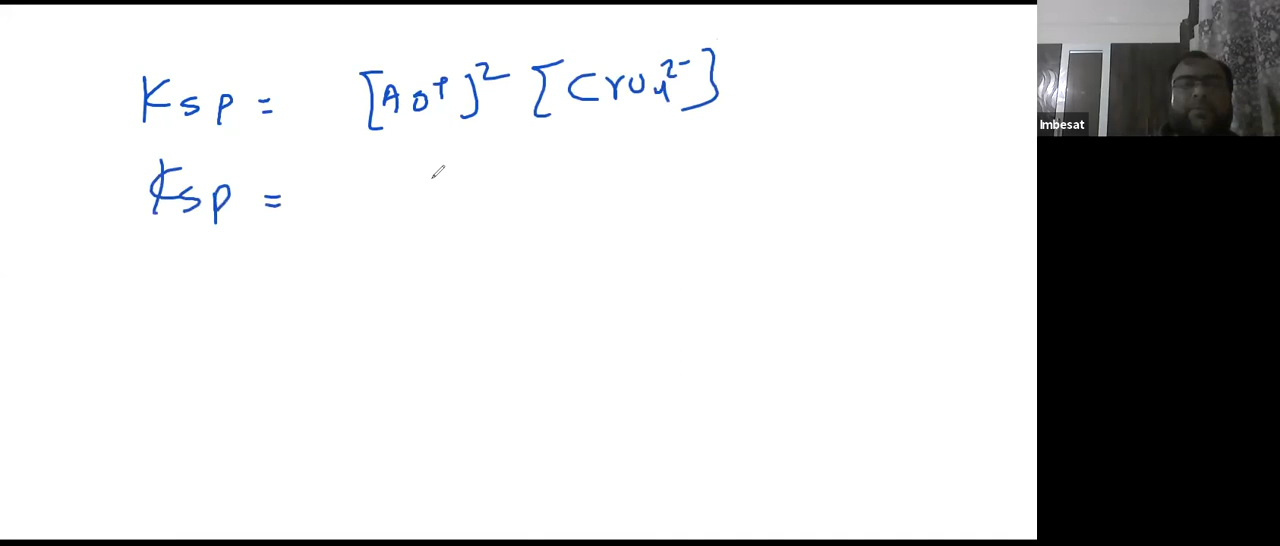 Ksp = [Ag⁺]² [CrO₄²⁻]
Ksp =
Imbesat